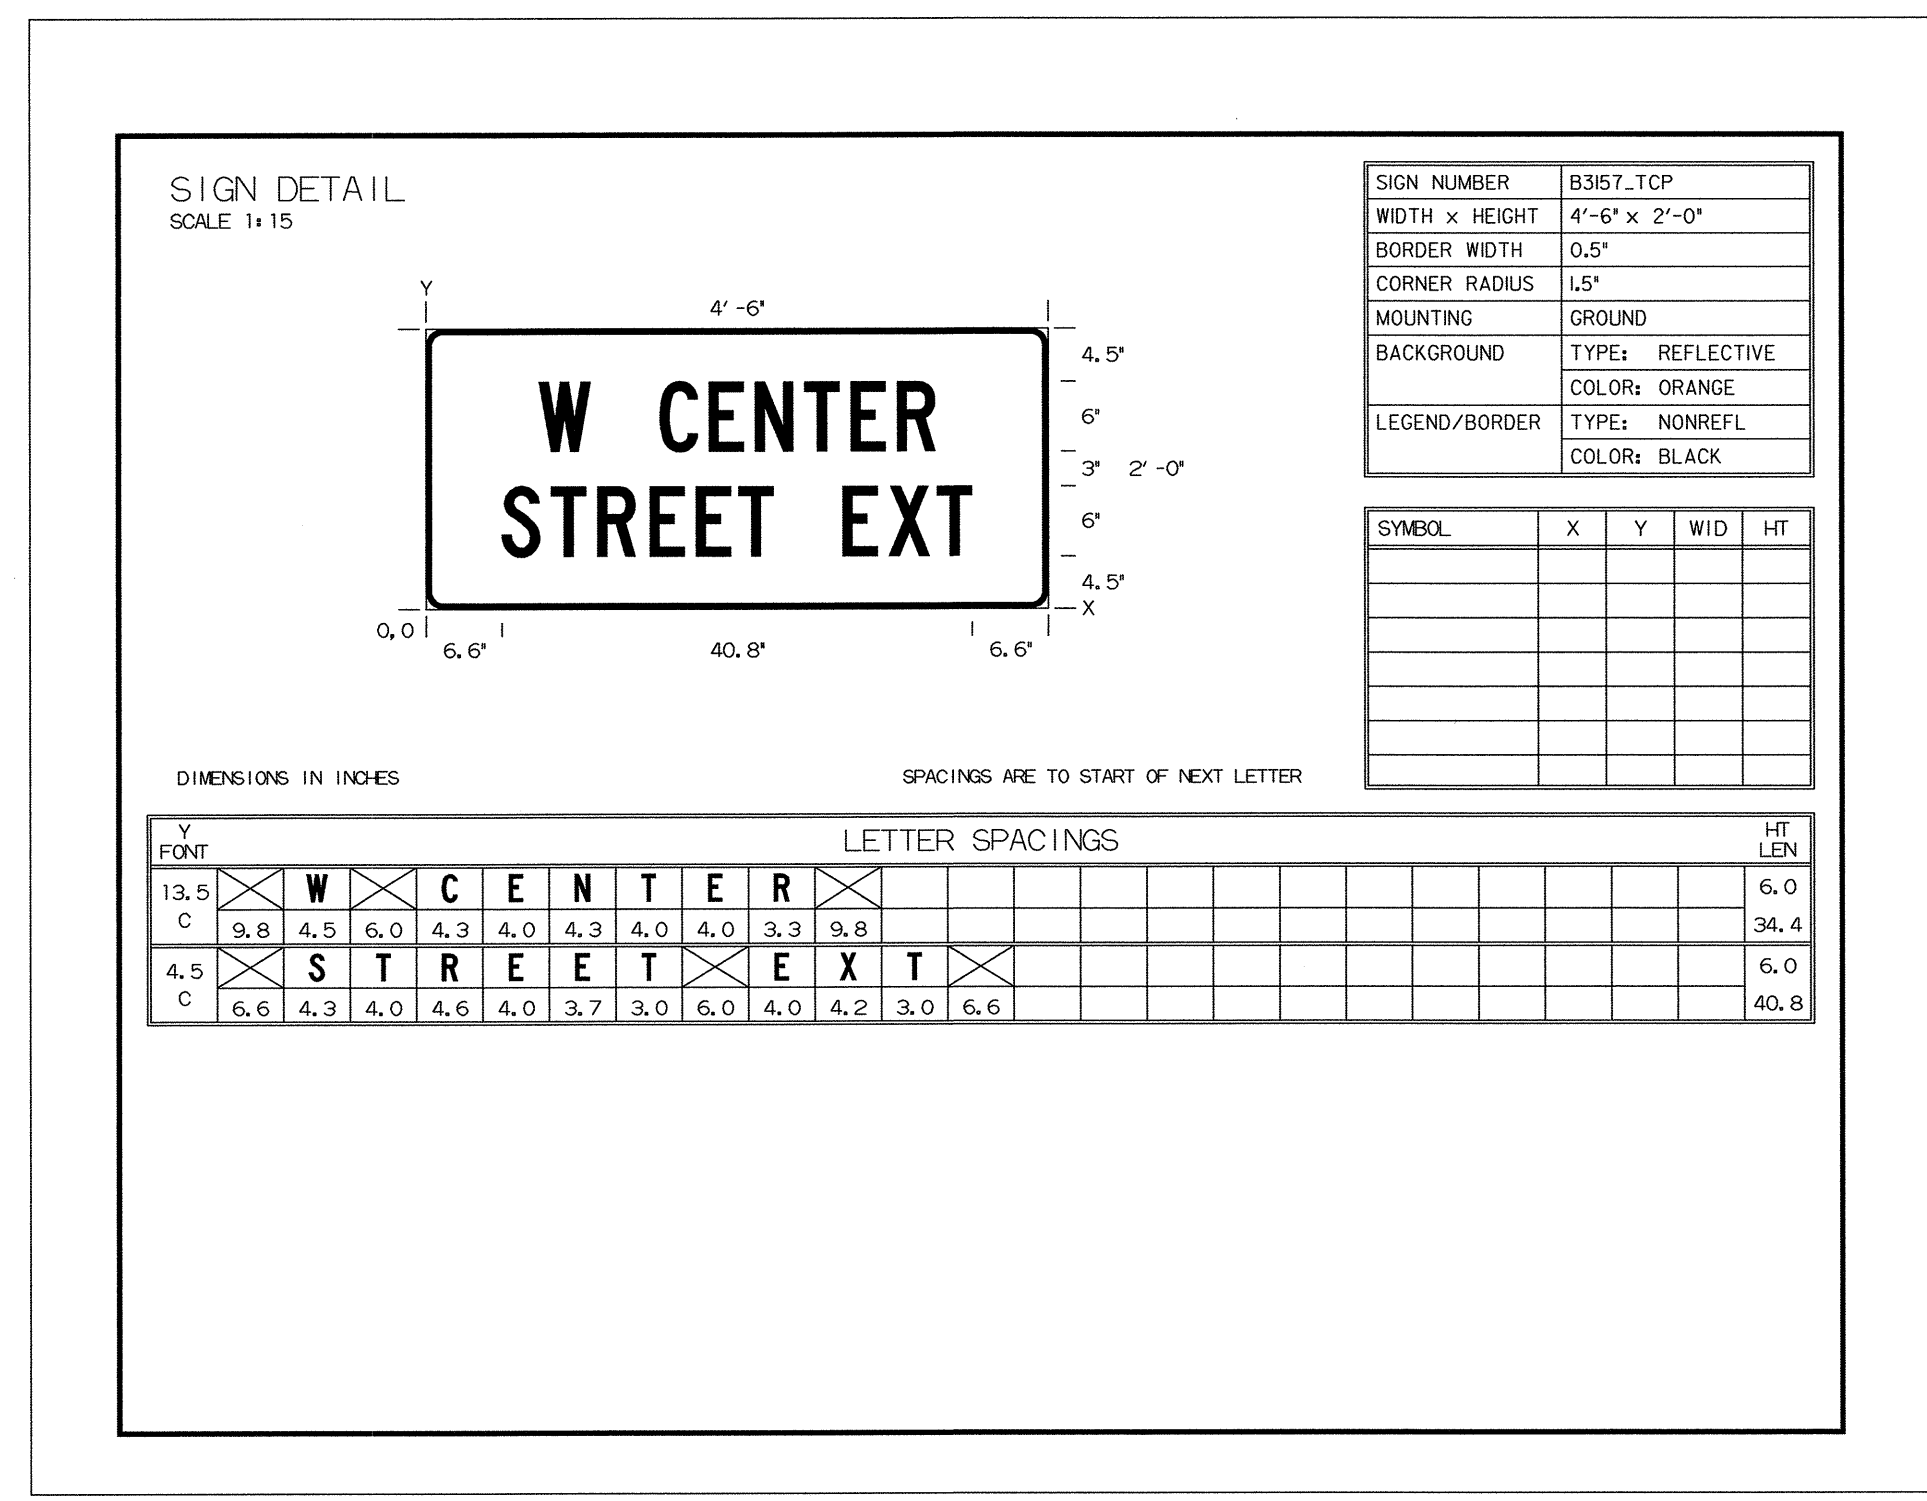 SIGN DETAIL
SCALE 1:15
SIGN NUMBER B3157_TCP
WIDTH x HEIGHT 4'-6" x 2'-0"
BORDER WIDTH 0.5"
CORNER RADIUS 1.5"
MOUNTING GROUND
BACKGROUND TYPE: REFLECTIVE
COLOR: ORANGE
LEGEND/BORDER TYPE: NONREFL
COLOR: BLACK
Y
4'-6"
W CENTER
STREET EXT
4.5"
6"
3" 2'-0"
6"
4.5"
X
0,0
6.6" 40.8" 6.6"
SYMBOL X Y WID HT
DIMENSIONS IN INCHES
SPACINGS ARE TO START OF NEXT LETTER
Y FONT LETTER SPACINGS HT LEN
13.5 W C E N T E R 6.0
C 9.8 4.5 6.0 4.3 4.0 4.3 4.0 4.0 3.3 9.8 34.4
4.5 S T R E E T E X T 6.0
C 6.6 4.3 4.0 4.6 4.0 3.7 3.0 6.0 4.0 4.2 3.0 6.6 40.8